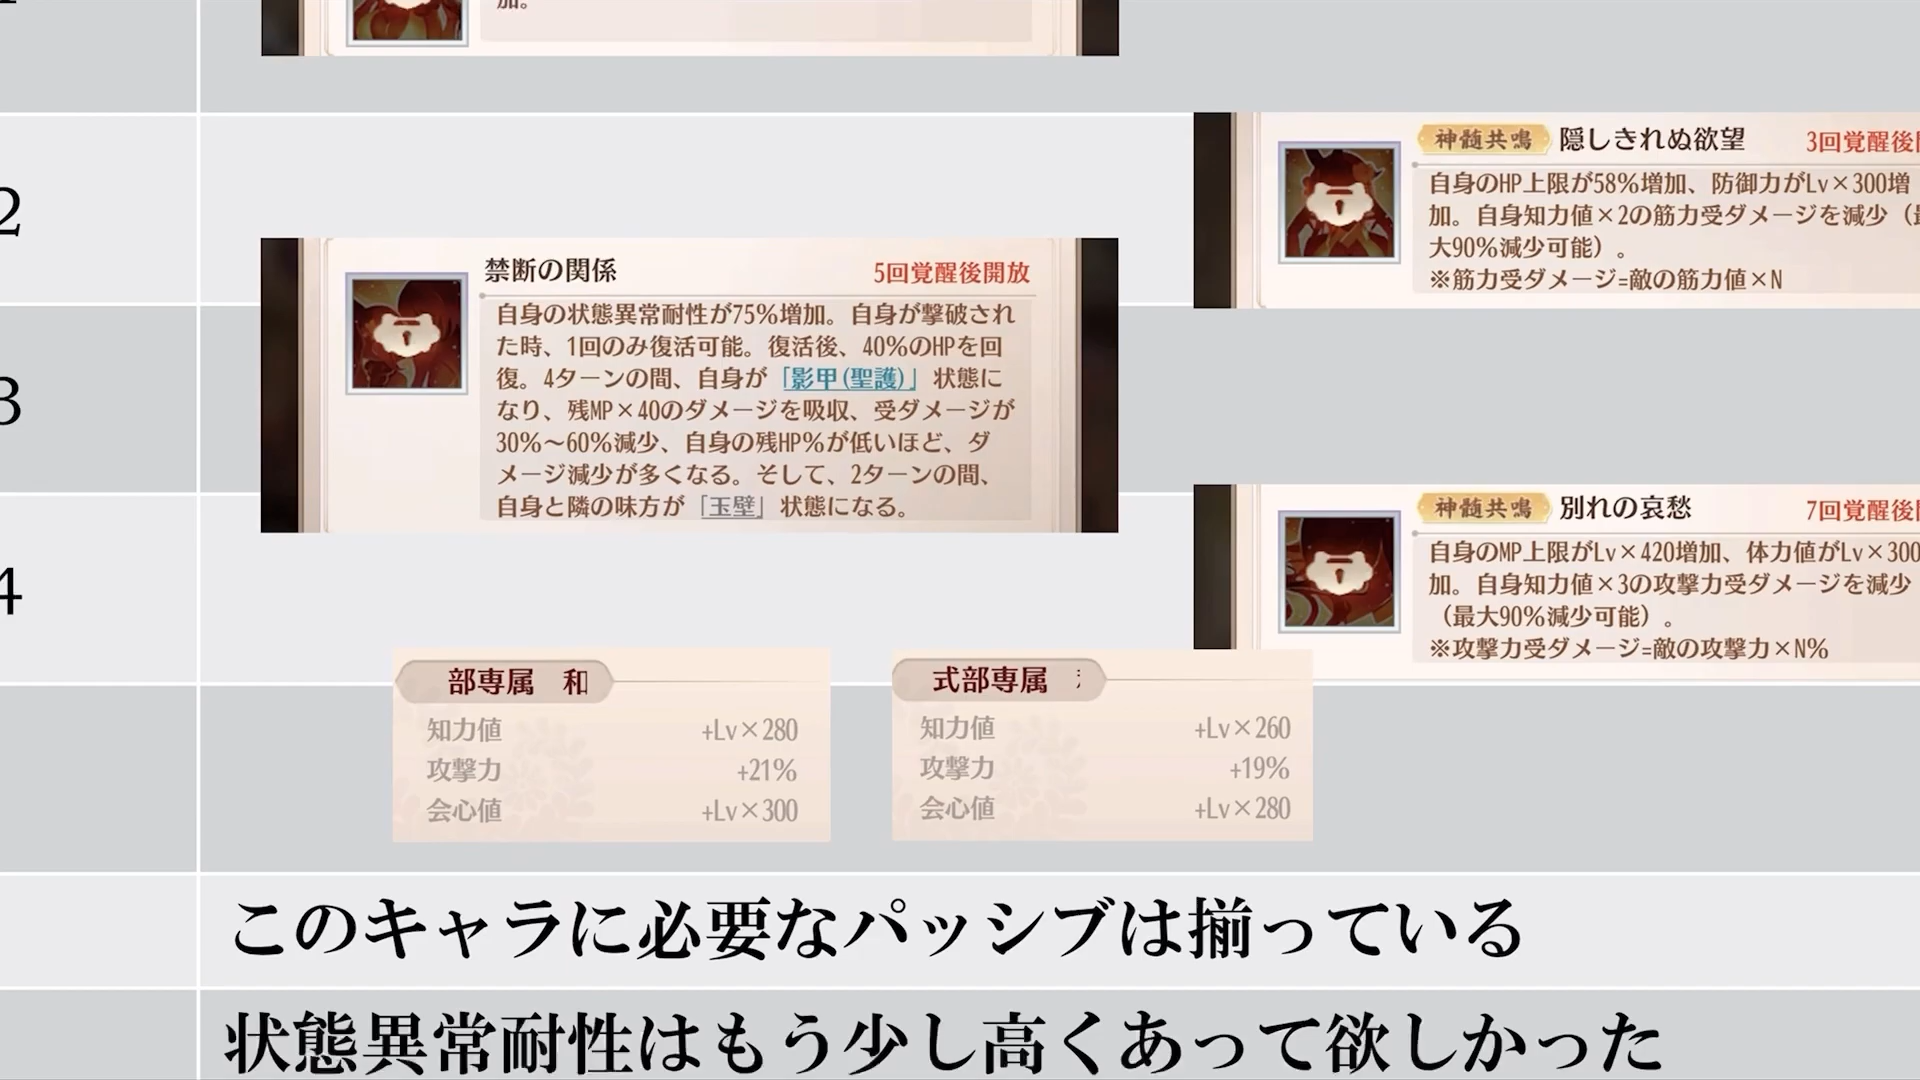 加。
2
神髄共鳴 隠しきれぬ欲望 3回覚醒後
自身のHP上限が58%増加、防御力がLv×300増
加。自身知力値×2の筋力受ダメージを減少（最
大90%減少可能）。
※筋力受ダメージ=敵の筋力値×N
禁断の関係 5回覚醒後開放
自身の状態異常耐性が75%増加。自身が撃破され
た時、1回のみ復活可能。復活後、40%のHPを回
復。4ターンの間、自身が「影甲(聖護)」状態に
なり、残MP×40のダメージを吸収、受ダメージが
30%～60%減少、自身の残HP%が低いほど、ダ
メージ減少が多くなる。そして、2ターンの間、
自身と隣の味方が「玉壁」状態になる。
3
4
神髄共鳴 別れの哀愁 7回覚醒後
自身のMP上限がLv×420増加、体力値がLv×300
加。自身知力値×3の攻撃力受ダメージを減少
（最大90%減少可能）。
※攻撃力受ダメージ=敵の攻撃力×N%
部専属 和
知力値 +Lv×280
攻撃力 +21%
会心値 +Lv×300
式部専属
知力値 +Lv×260
攻撃力 +19%
会心値 +Lv×280
このキャラに必要なパッシブは揃っている
状態異常耐性はもう少し高くあって欲しかった